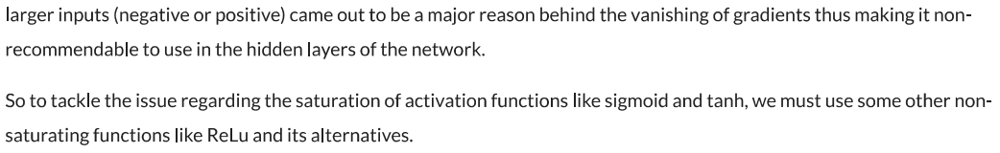 larger inputs (negative or positive) came out to be a major reason behind the vanishing of gradients thus making it non-
recommendable to use in the hidden layers of the network.
So to tackle the issue regarding the saturation of activation functions like sigmoid and tanh, we must use some other non-
saturating functions like ReLu and its alternatives.